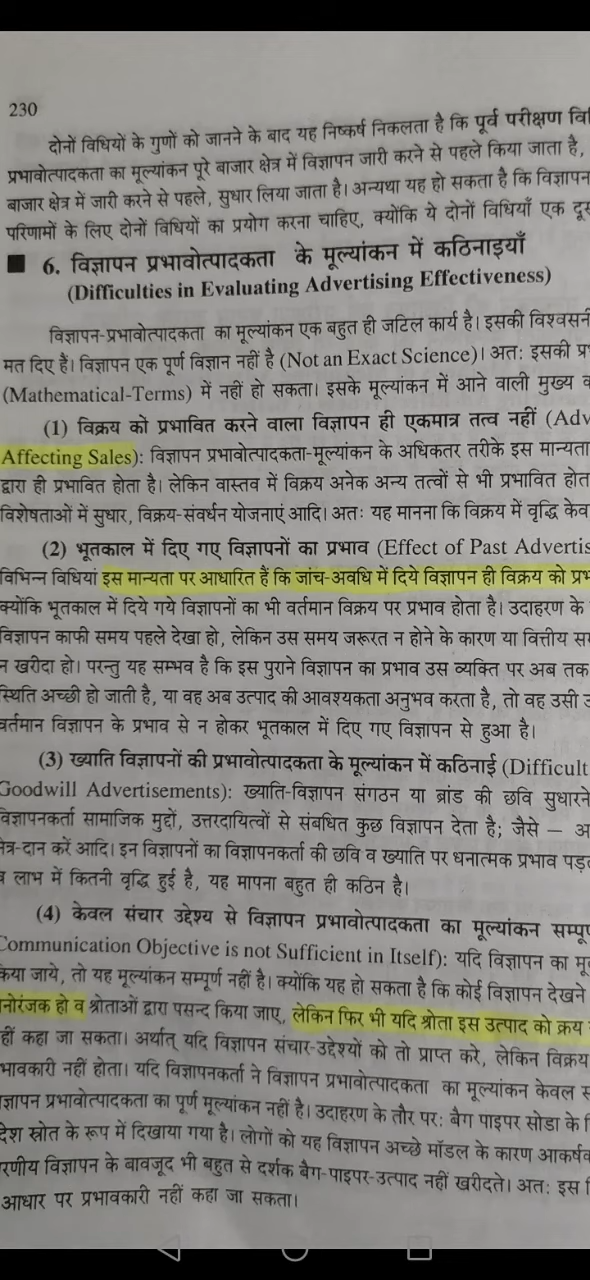 230
दोनों विधियों के गुणों को जानने के बाद यह निष्कर्ष निकलता है कि पूर्व परीक्षण
प्रभावोत्पादकता का मूल्यांकन पूरे बाजार क्षेत्र में विज्ञापन जारी करने से पहले किया जाता है,
बाजार क्षेत्र में जारी करने से पहले, सुधार लिया जाता है। अन्यथा यह हो सकता है कि विज्ञापन
परिणामों के लिए दोनों विधियों का प्रयोग करना चाहिए, क्योंकि ये दोनों विधियाँ एक
■ 6. विज्ञापन प्रभावोत्पादकता के मूल्यांकन में कठिनाइयाँ
(Difficulties in Evaluating Advertising Effectiveness)
विज्ञापन-प्रभावोत्पादकता का मूल्यांकन एक बहुत ही जटिल कार्य है। इसकी
मत दिए हैं। विज्ञापन एक पूर्ण विज्ञान नहीं है (Not an Exact Science)। अतः इसकी
(Mathematical-Terms) में नहीं हो सकता। इसके मूल्यांकन में आने वाली मुख्य
(1) विक्रय को प्रभावित करने वाला विज्ञापन ही एकमात्र तत्व नहीं (Adv
Affecting Sales): विज्ञापन प्रभावोत्पादकता-मूल्यांकन के अधिकतर तरीके इस मान्यता
द्वारा ही प्रभावित होता है। लेकिन वास्तव में विक्रय अनेक अन्य तत्वों से भी प्रभावित होत
विशेषताओं में सुधार, विक्रय-संवर्धन योजनाएं आदि। अतः यह मानना कि विक्रय में वृद्धि केव
(2) भूतकाल में दिए गए विज्ञापनों का प्रभाव (Effect of Past Advertis
विभिन्न विधियां इस मान्यता पर आधारित हैं कि जांच-अवधि में दिये विज्ञापन ही विक्रय को
क्योंकि भूतकाल में दिये गये विज्ञापनों का भी वर्तमान विक्रय पर प्रभाव होता है। उदाहरण के
विज्ञापन काफी समय पहले देखा हो, लेकिन उस समय जरूरत न होने के कारण या वित्तीय
न खरीदा हो। परन्तु यह सम्भव है कि इस पुराने विज्ञापन का प्रभाव उस व्यक्ति पर अब तक
स्थिति अच्छी हो जाती है, या वह अब उत्पाद की आवश्यकता अनुभव करता है, तो वह उसी
वर्तमान विज्ञापन के प्रभाव से न होकर भूतकाल में दिए गए विज्ञापन से हुआ है।
(3) ख्याति विज्ञापनों की प्रभावोत्पादकता के मूल्यांकन में कठिनाई (Difficult
Goodwill Advertisements): ख्याति-विज्ञापन संगठन या ब्रांड की छवि सुधारने
विज्ञापनकर्ता सामाजिक मुद्दों, उत्तरदायित्वों से संबधित कुछ विज्ञापन देता है; जैसे —
नेत्र-दान करें आदि। इन विज्ञापनों का विज्ञापनकर्ता की छवि व ख्याति पर धनात्मक प्रभाव
व लाभ में कितनी वृद्धि हुई है, यह मापना बहुत ही कठिन है।
(4) केवल संचार उद्देश्य से विज्ञापन प्रभावोत्पादकता का मूल्यांकन
Communication Objective is not Sufficient in Itself): यदि विज्ञापन का
किया जाये, तो यह मूल्यांकन सम्पूर्ण नहीं है। क्योंकि यह हो सकता है कि कोई विज्ञापन देखने
नोरंजक हो व श्रोताओं द्वारा पसन्द किया जाए, लेकिन फिर भी यदि श्रोता इस उत्पाद को क्रय
हीं कहा जा सकता। अर्थात् यदि विज्ञापन संचार-उद्देश्यों को तो प्राप्त करे, लेकिन विक्रय
भावकारी नहीं होता। यदि विज्ञापनकर्ता ने विज्ञापन प्रभावोत्पादकता का मूल्यांकन केवल
ज्ञापन प्रभावोत्पादकता का पूर्ण मूल्यांकन नहीं है। उदाहरण के तौर पर: बैग पाइपर सोडा के
देश स्रोत के रूप में दिखाया गया है। लोगों को यह विज्ञापन अच्छे मॉडल के कारण
रणीय विज्ञापन के बावजूद भी बहुत से दर्शक बैग-पाइपर-उत्पाद नहीं खरीदते। अतः इस
आधार पर प्रभावकारी नहीं कहा जा सकता।